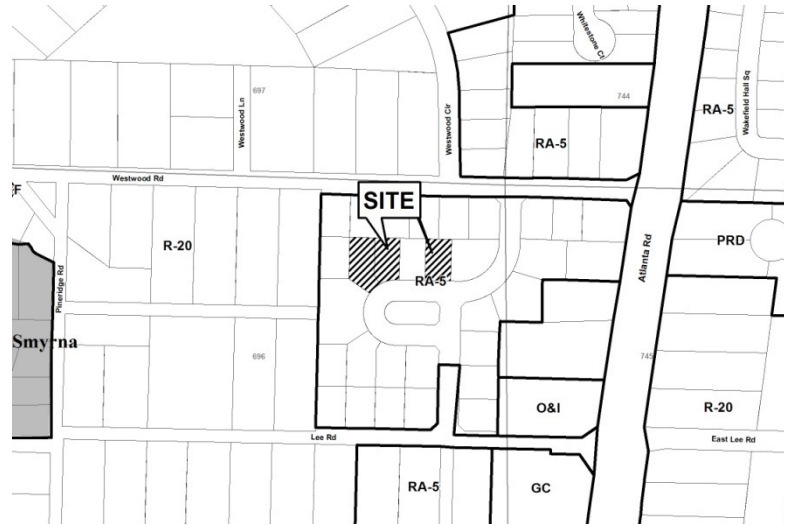 Whitestone Ct
697
744
Westwood Ln
Westwood Cir
RA-5
RA-5
Wakefield Hall Sq
Westwood Rd
F
SITE
R-20
PRD
Atlanta Rd
RA-5
Pineridge Rd
Smyrna
696
745
O&I
R-20
Lee Rd
East Lee Rd
RA-5
GC